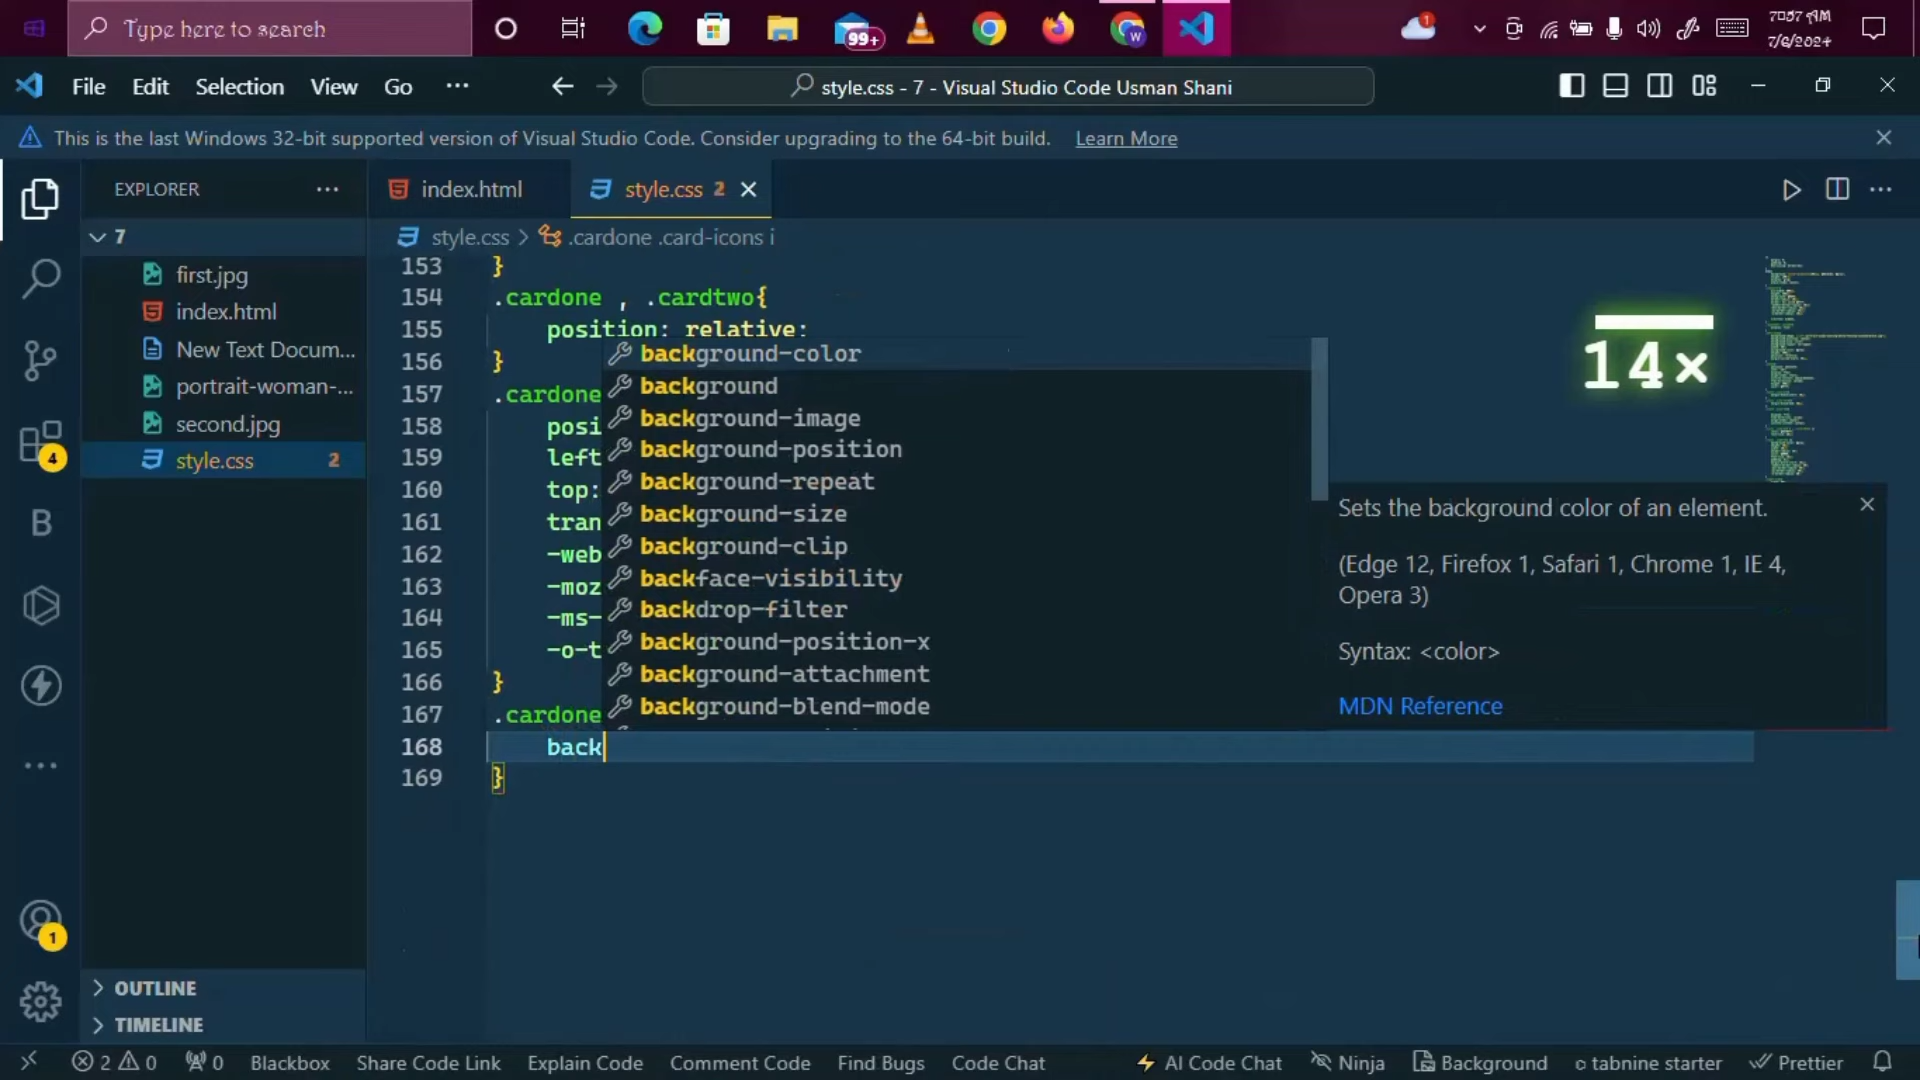 Type here to search
99+
1
7:57 AM
7/6/2024
File Edit Selection View Go ···
style.css - 7 - Visual Studio Code Usman Shani
This is the last Windows 32-bit supported version of Visual Studio Code. Consider upgrading to the 64-bit build. Learn More
EXPLORER ···
index.html
style.css 2
7
style.css > .cardone .card-icons i
first.jpg
index.html
New Text Docum...
portrait-woman-...
second.jpg
style.css 2
4
B
1
153 }
154 .cardone , .cardtwo{
155 position: relative;
156 }
157 .cardone
158 posi
159 left
160 top:
161 tran
162 -web
163 -moz
164 -ms-
165 -o-t
166 }
167 .cardone
168 back
169 }
background-color
background
background-image
background-position
background-repeat
background-size
background-clip
backface-visibility
backdrop-filter
background-position-x
background-attachment
background-blend-mode
14×
Sets the background color of an element.
(Edge 12, Firefox 1, Safari 1, Chrome 1, IE 4,
Opera 3)
Syntax: <color>
MDN Reference
OUTLINE
TIMELINE
2 0 0 Blackbox Share Code Link Explain Code Comment Code Find Bugs Code Chat AI Code Chat Ninja Background tabnine starter Prettier